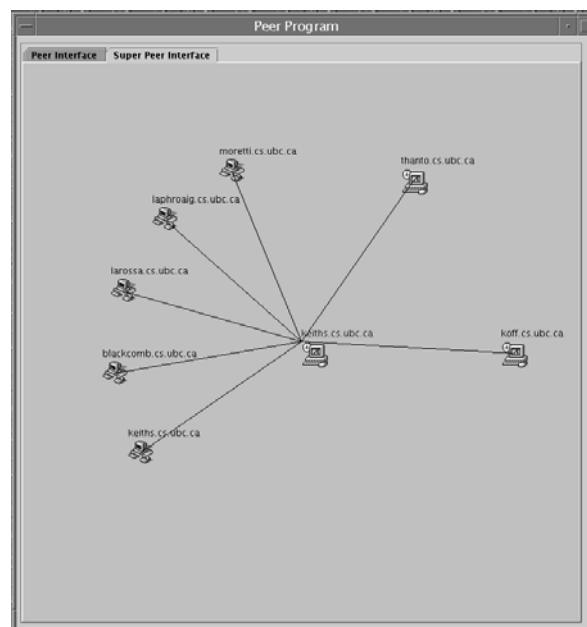 Peer Program
Peer Interface
Super Peer Interface
moretti.cs.ubc.ca
thanto.cs.ubc.ca
laphroaig.cs.ubc.ca
larossa.cs.ubc.ca
keiths.cs.ubc.ca
koff.cs.ubc.ca
blackcomb.cs.ubc.ca
keiths.cs.ubc.ca